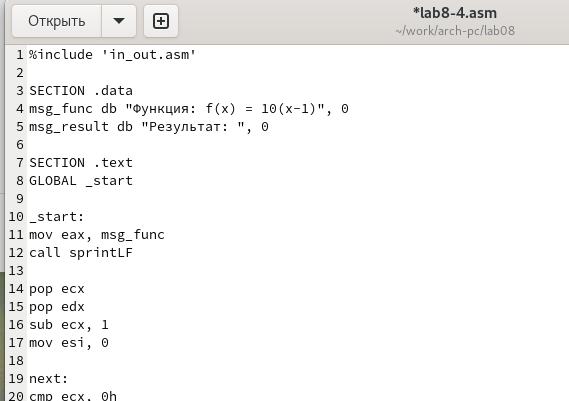 Открыть
*lab8-4.asm
~/work/arch-pc/lab08
1 %include 'in_out.asm'
2
3 SECTION .data
4 msg_func db "Функция: f(x) = 10(x-1)", 0
5 msg_result db "Результат: ", 0
6
7 SECTION .text
8 GLOBAL _start
9
10 _start:
11 mov eax, msg_func
12 call sprintLF
13
14 pop ecx
15 pop edx
16 sub ecx, 1
17 mov esi, 0
18
19 next:
20 cmp ecx, 0h